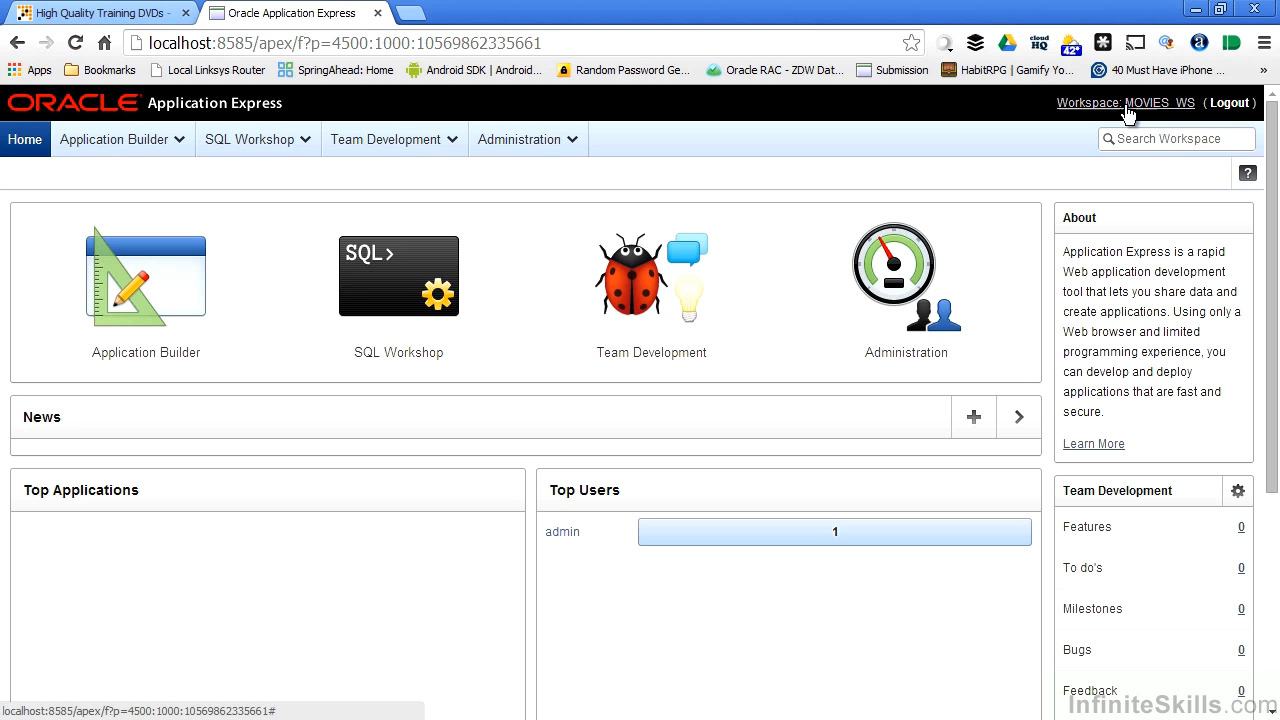 High Quality Training DVDs -
Oracle Application Express
localhost:8585/apex/f?p=4500:1000:10569862335661
42°
Apps
Bookmarks
Local Linksys Router
SpringAhead: Home
Android SDK | Android...
Random Password Ge...
Oracle RAC - ZDW Dat...
Submission
HabitRPG | Gamify Yo...
40 Must Have iPhone ...
»
ORACLE Application Express
Workspace: MOVIES_WS ( Logout )
Home
Application Builder
SQL Workshop
Team Development
Administration
Search Workspace
?
SQL>
Application Builder
SQL Workshop
Team Development
Administration
About
Application Express is a rapid
Web application development
tool that lets you share data and
create applications. Using only a
Web browser and limited
programming experience, you
can develop and deploy
applications that are fast and
secure.
Learn More
News
Top Applications
Top Users
admin
1
Team Development
Features 0
To do's 0
Milestones 0
Bugs 0
Feedback 0
localhost:8585/apex/f?p=4500:1000:10569862335661#
InfiniteSkills.com